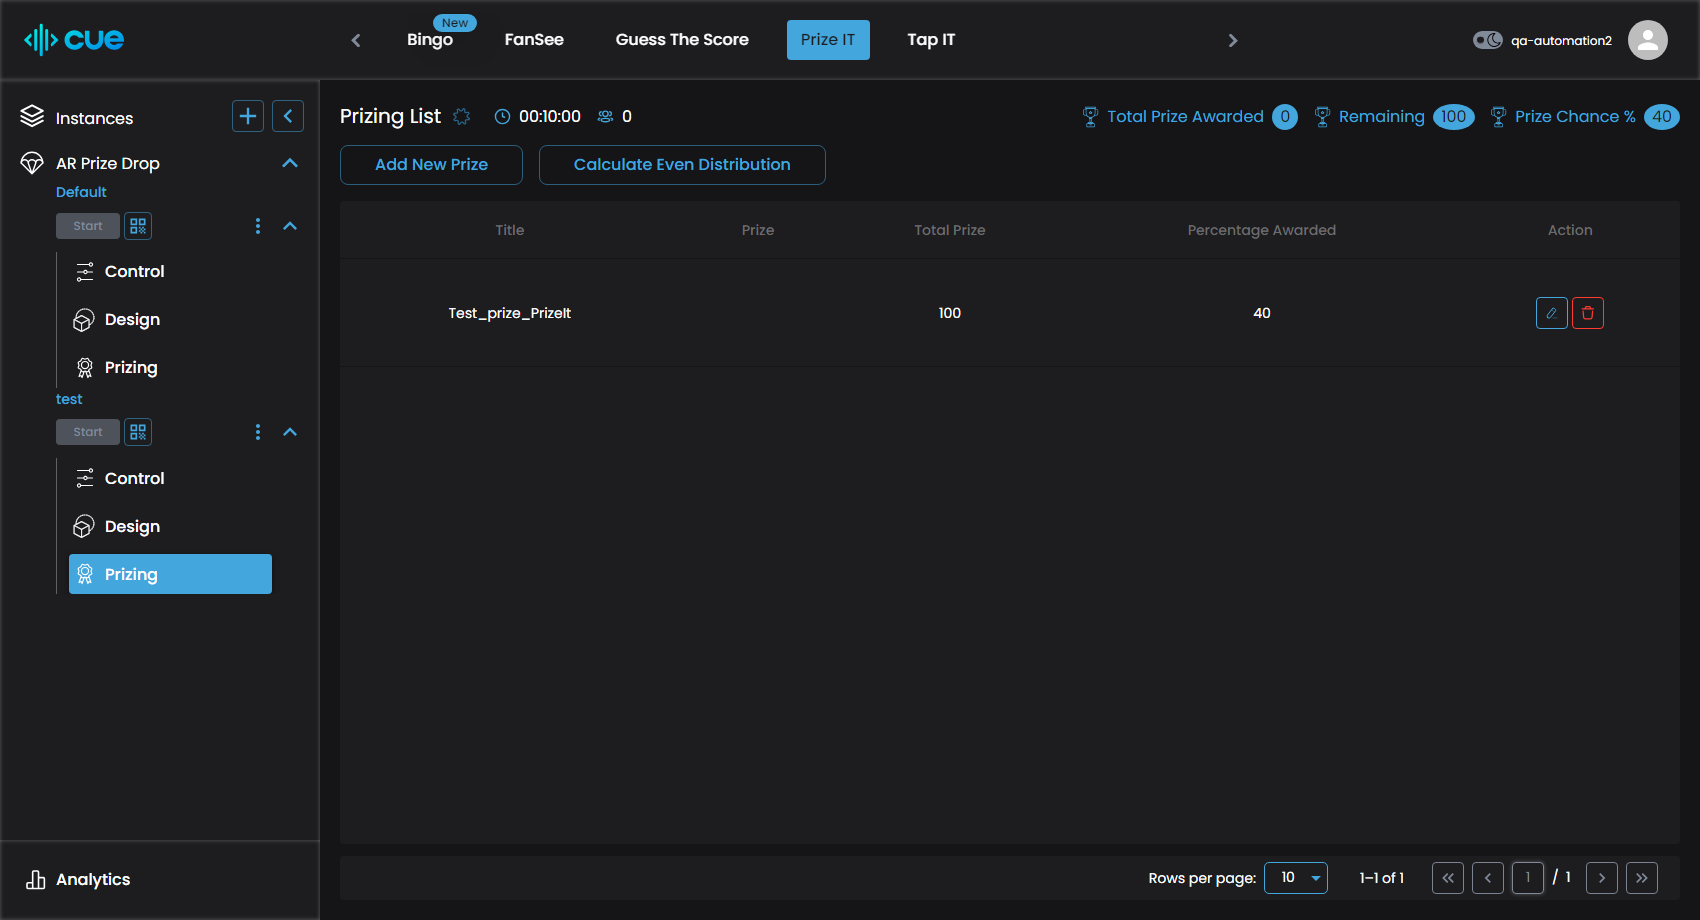 cue
New
Bingo
FanSee
Guess The Score
Prize IT
Tap IT
qa-automation2
Instances
AR Prize Drop
Default
Start
Control
Design
Prizing
test
Start
Control
Design
Prizing
Analytics
Prizing List
00:10:00
0
Total Prize Awarded 0
Remaining 100
Prize Chance % 40
Add New Prize
Calculate Even Distribution
Title Prize Total Prize Percentage Awarded Action
Test_prize_PrizeIt 100 40
Rows per page: 10 1–1 of 1 1 / 1